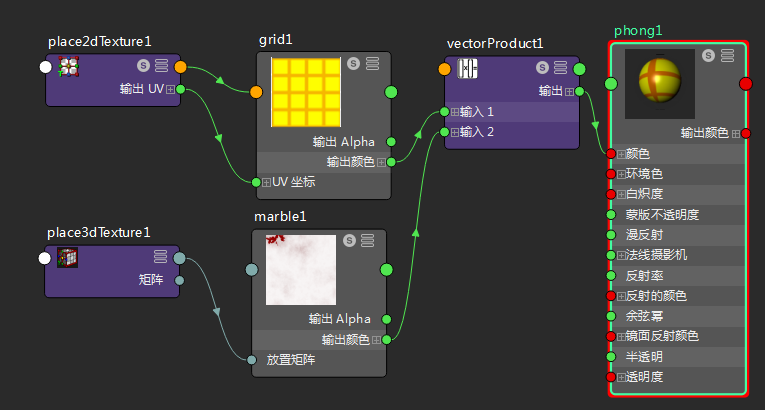 place2dTexture1
输出 UV
grid1
输出 Alpha
输出颜色
UV 坐标
vectorProduct1
输出
输入 1
输入 2
place3dTexture1
矩阵
marble1
输出 Alpha
输出颜色
放置矩阵
phong1
输出颜色
颜色
环境色
白炽度
蒙版不透明度
漫反射
法线摄影机
反射率
反射的颜色
余弦幂
镜面反射颜色
半透明
透明度